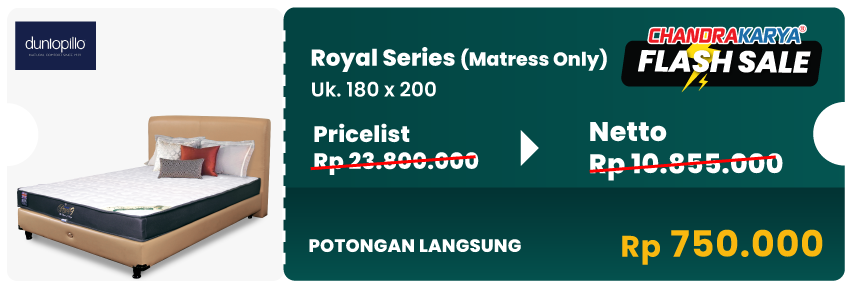 dunlopillo
CHANDRAKARYA®
FLASH SALE
Royal Series (Matress Only)
Uk. 180 x 200
Pricelist
Rp 23.800.000
Netto
Rp 10.855.000
POTONGAN LANGSUNG
Rp 750.000